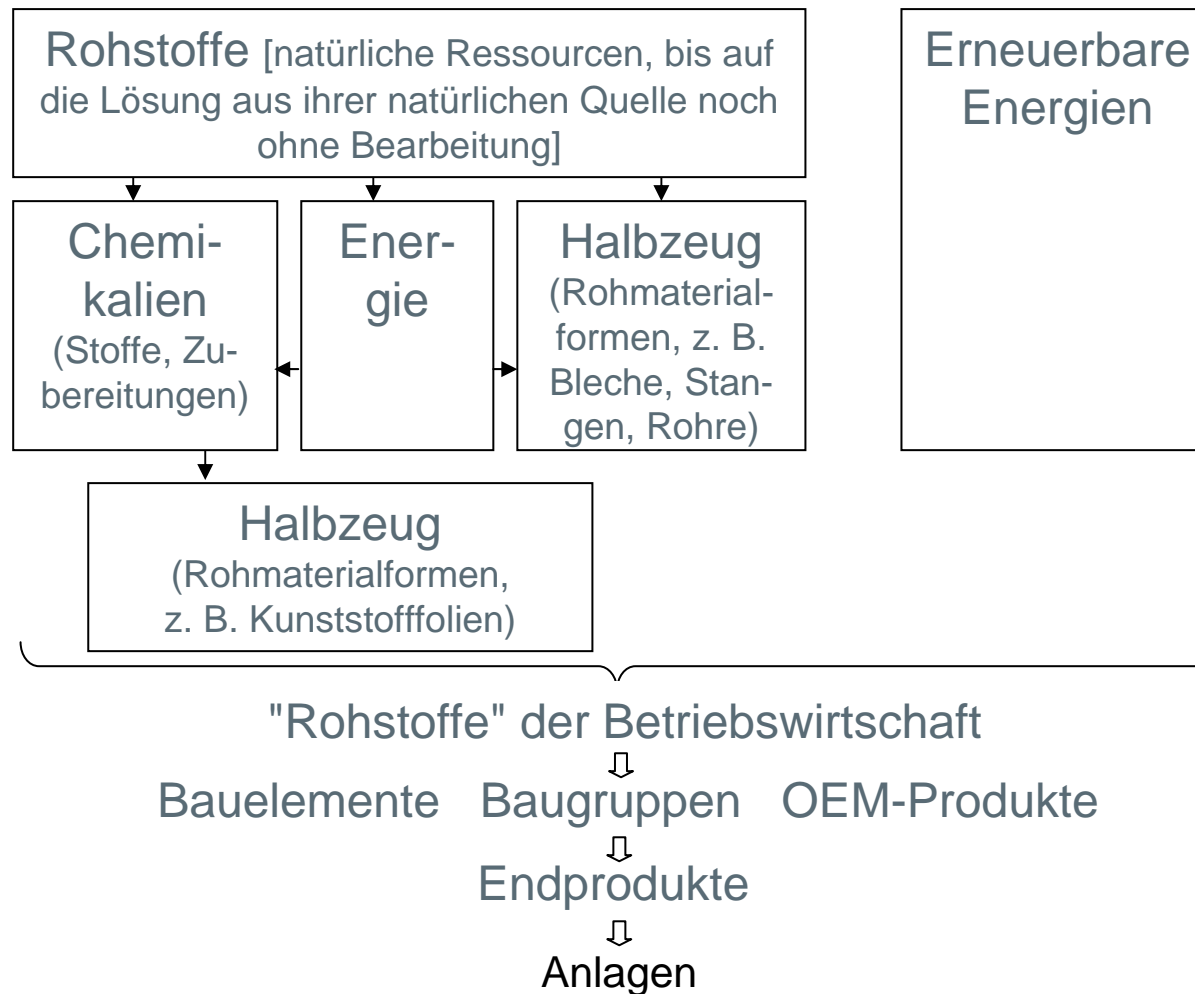 Rohstoffe [natürliche Ressourcen, bis auf
die Lösung aus ihrer natürlichen Quelle noch
ohne Bearbeitung]
Erneuerbare
Energien
Chemi-
kalien
(Stoffe, Zu-
bereitungen)
Ener-
gie
Halbzeug
(Rohmaterial-
formen, z. B.
Bleche, Stan-
gen, Rohre)
Halbzeug
(Rohmaterialformen,
z. B. Kunststofffolien)
"Rohstoffe" der Betriebswirtschaft
Bauelemente Baugruppen OEM-Produkte
Endprodukte
Anlagen